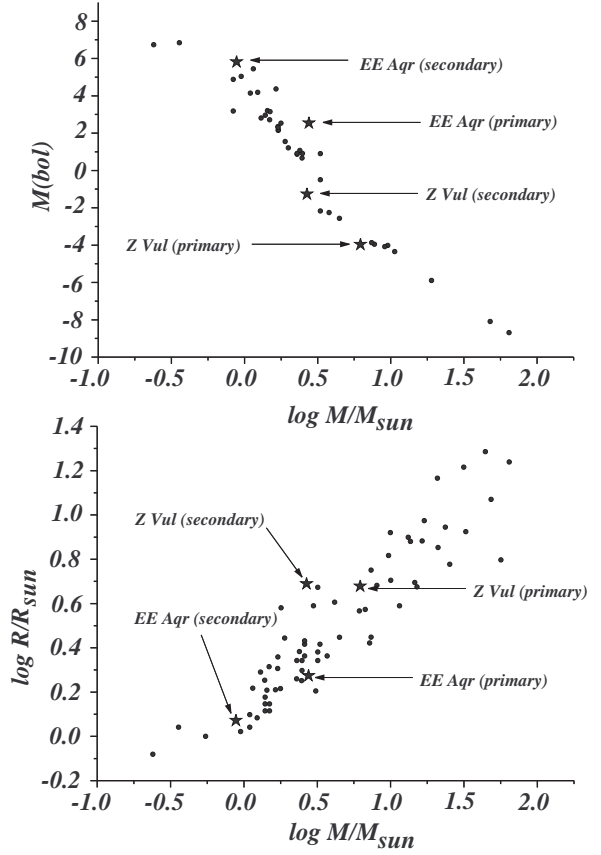 8
6
EE Aqr (secondary)
4
EE Aqr (primary)
2
0
Z Vul (secondary)
-2
Z Vul (primary)
-4
-6
-8
-10
M(bol)
-1.0 -0.5 0.0 0.5 1.0 1.5 2.0
log M/Msun
1.4
1.2
1.0
Z Vul (secondary)
0.8
Z Vul (primary)
0.6
EE Aqr (secondary)
0.4
EE Aqr (primary)
0.2
0.0
-0.2
log R/Rsun
-1.0 -0.5 0.0 0.5 1.0 1.5 2.0
log M/Msun